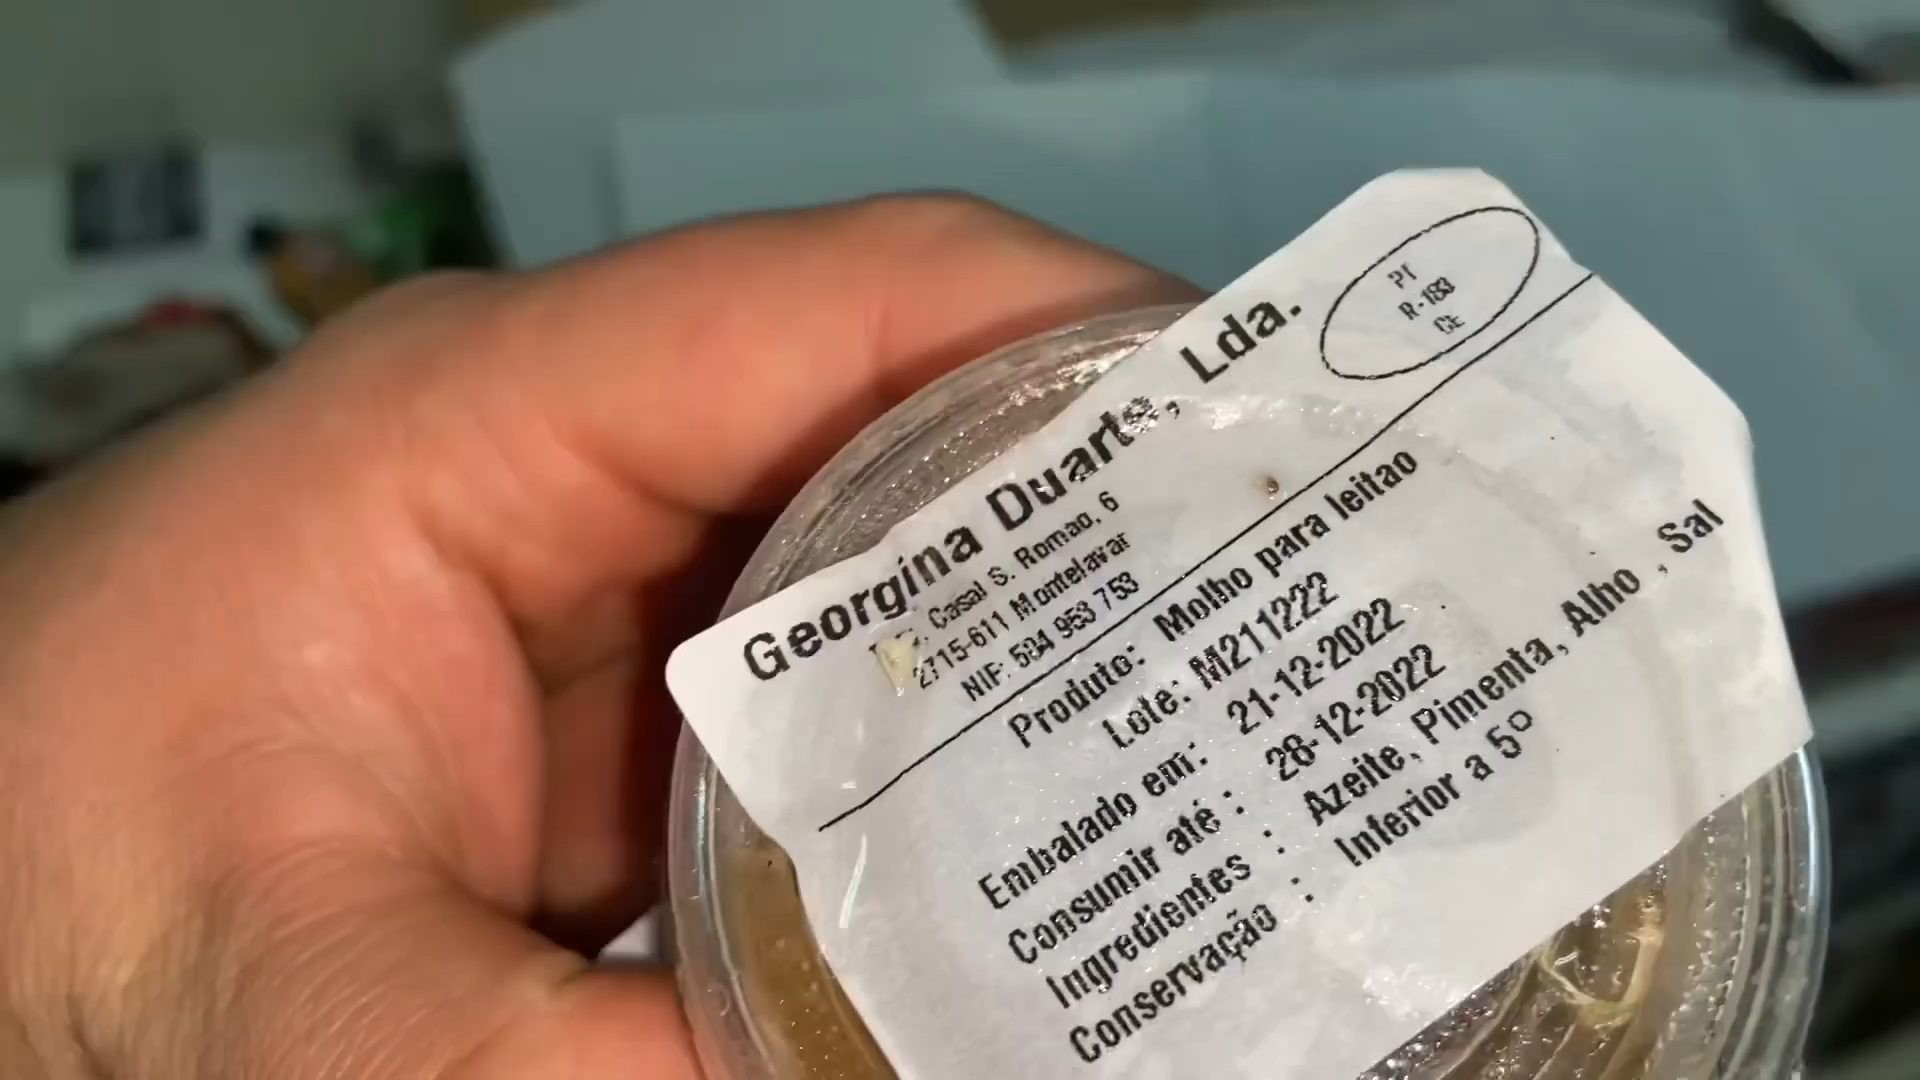 Georgina Duarte, Lda.
PT
R-183
CE
Casal S. Romao, 6
2715-611 Montelavar
NIF: 504 953 753
Produto: Molho para leitao
Lote: M211222
Embalado em: 21-12-2022
Consumir até : 28-12-2022
Ingredientes : Azeite, Pimenta, Alho , Sal
Conservação : Inferior a 5º